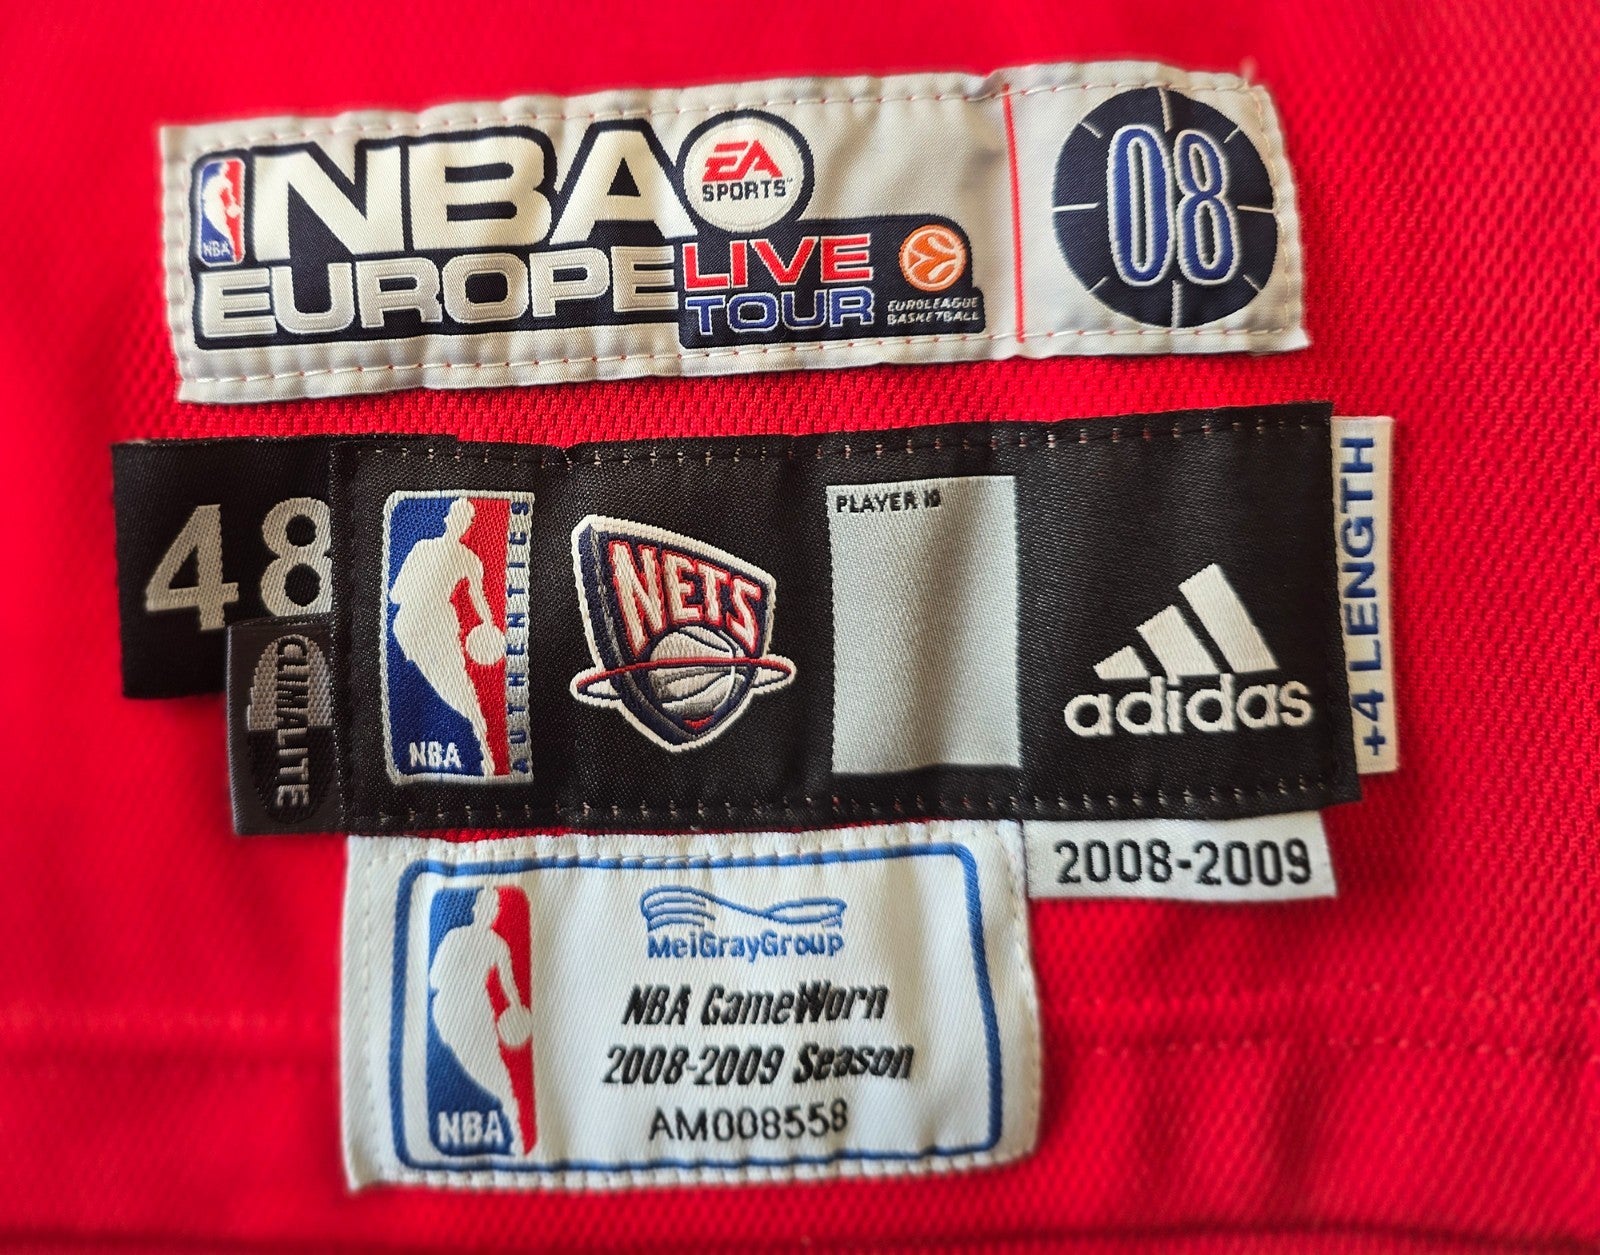 NBA
NBA
EA
SPORTS™
EUROPE
LIVE
TOUR
EUROLEAGUE
BASKETBALL
08
48
CLIMALITE
NBA
AUTHENTICS
NETS
PLAYER ID
adidas
+4 LENGTH
2008-2009
NBA
MeiGrayGroup
NBA GameWorn
2008-2009 Season
AM008558